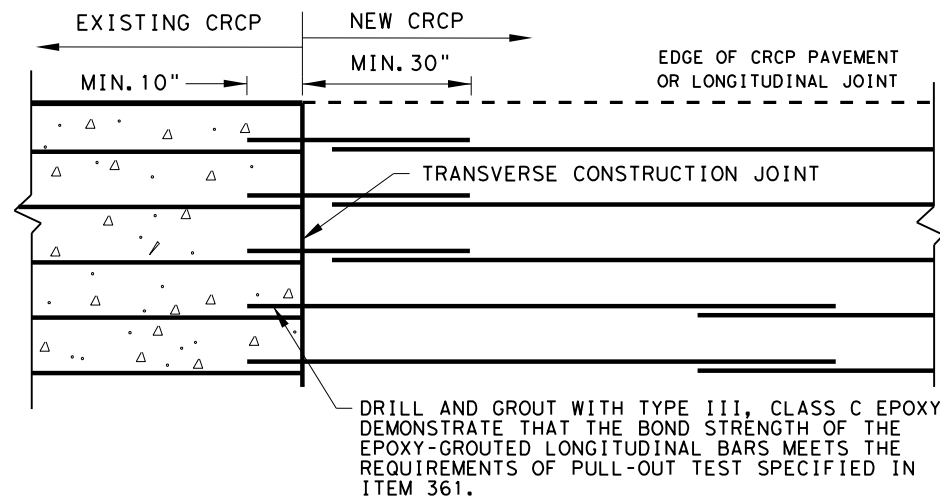 EXISTING CRCP
NEW CRCP
MIN. 10"
MIN. 30"
EDGE OF CRCP PAVEMENT
OR LONGITUDINAL JOINT
TRANSVERSE CONSTRUCTION JOINT
DRILL AND GROUT WITH TYPE III, CLASS C EPOXY
DEMONSTRATE THAT THE BOND STRENGTH OF THE
EPOXY-GROUTED LONGITUDINAL BARS MEETS THE
REQUIREMENTS OF PULL-OUT TEST SPECIFIED IN
ITEM 361.